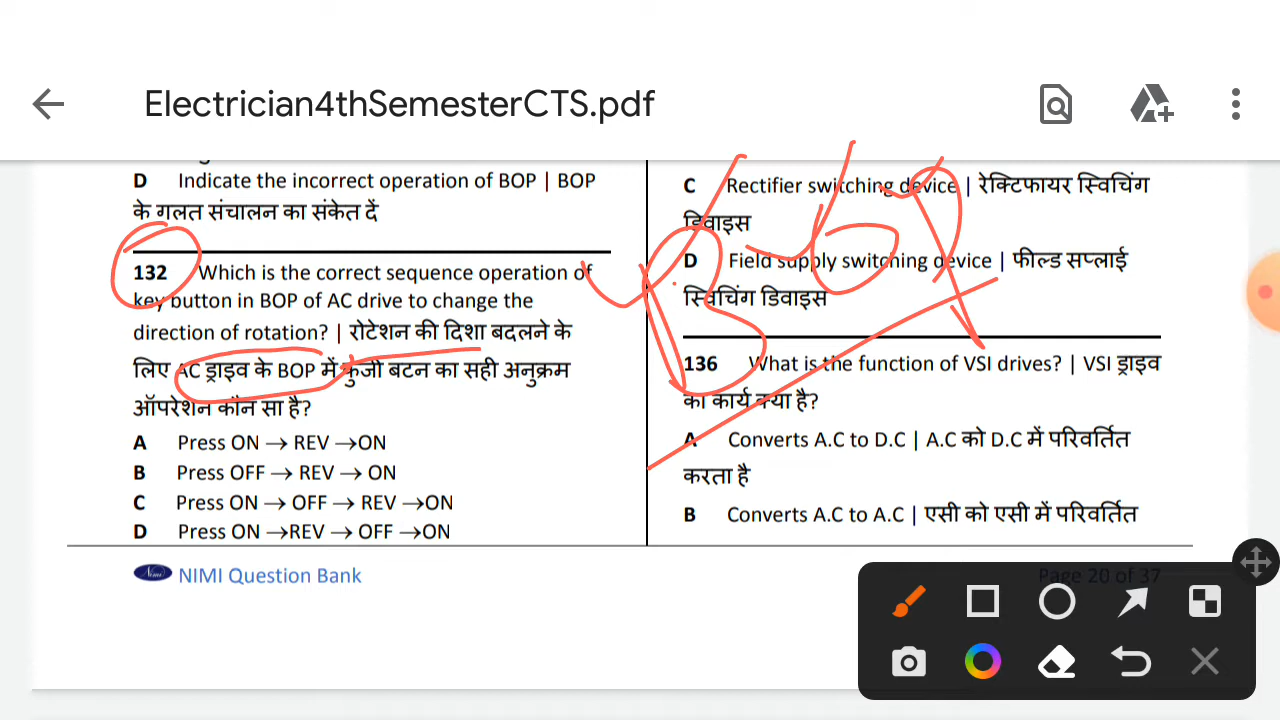 Electrician4thSemesterCTS.pdf
D Indicate the incorrect operation of BOP | BOP
के गलत संचालन का संकेत दें
132 Which is the correct sequence operation of
key button in BOP of AC drive to change the
direction of rotation? | रोटेशन की दिशा बदलने के
लिए AC ड्राइव के BOP में कुंजी बटन का सही अनुक्रम
ऑपरेशन कौन सा है?
A Press ON → REV →ON
B Press OFF → REV → ON
C Press ON → OFF → REV →ON
D Press ON →REV → OFF →ON
C Rectifier switching device | रेक्टिफायर स्विचिंग
डिवाइस
D Field supply switching device | फील्ड सप्लाई
स्विचिंग डिवाइस
136 What is the function of VSI drives? | VSI ड्राइव
का कार्य क्या है?
A Converts A.C to D.C | A.C को D.C में परिवर्तित
करता है
B Converts A.C to A.C | एसी को एसी में परिवर्तित
Nimi NIMI Question Bank
Page 20 of 37